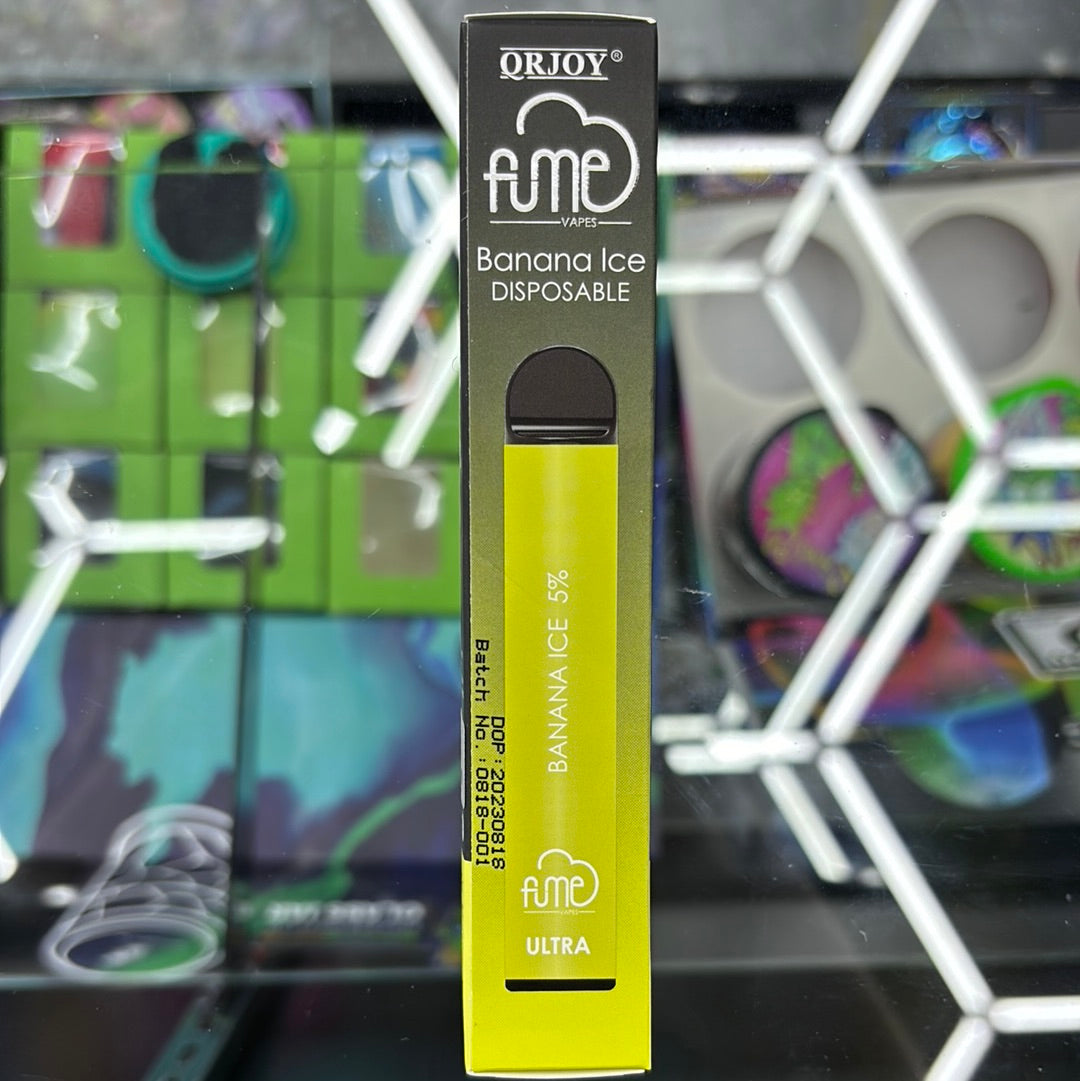 QRJOY®
fume
VAPES
Banana Ice
DISPOSABLE
BANANA ICE 5%
DOP:20230818
Batch No.:0818-001
fume
VAPES
ULTRA